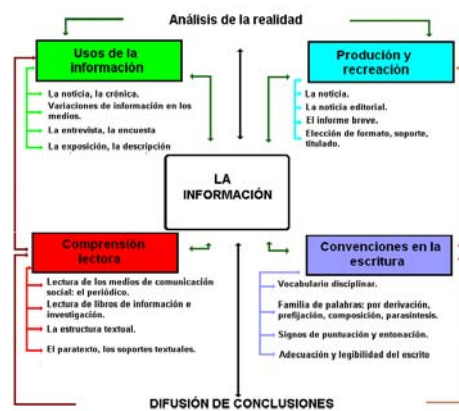 Análisis de la realidad
Usos de la
información
La noticia, la crónica.
Variaciones de información en los
medios.
La entrevista, la encuesta
La exposición, la descripción
Produción y
recreación
La noticia.
La noticia editorial.
El informe breve.
Elección de formato, soporte,
titulado.
LA
INFORMACIÓN
Comprensión
lectora
Lectura de los medios de comunicación
social: el periódico.
Lectura de libros de información e
investigación.
La estructura textual.
El paratexto, los soportes textuales.
Convenciones en la
escritura
Vocabulario disciplinar.
Familia de palabras: por derivación,
prefijación, composición, parasíntesis.
Signos de puntuación y entonación.
Adecuación y legibilidad del escrito
DIFUSIÓN DE CONCLUSIONES